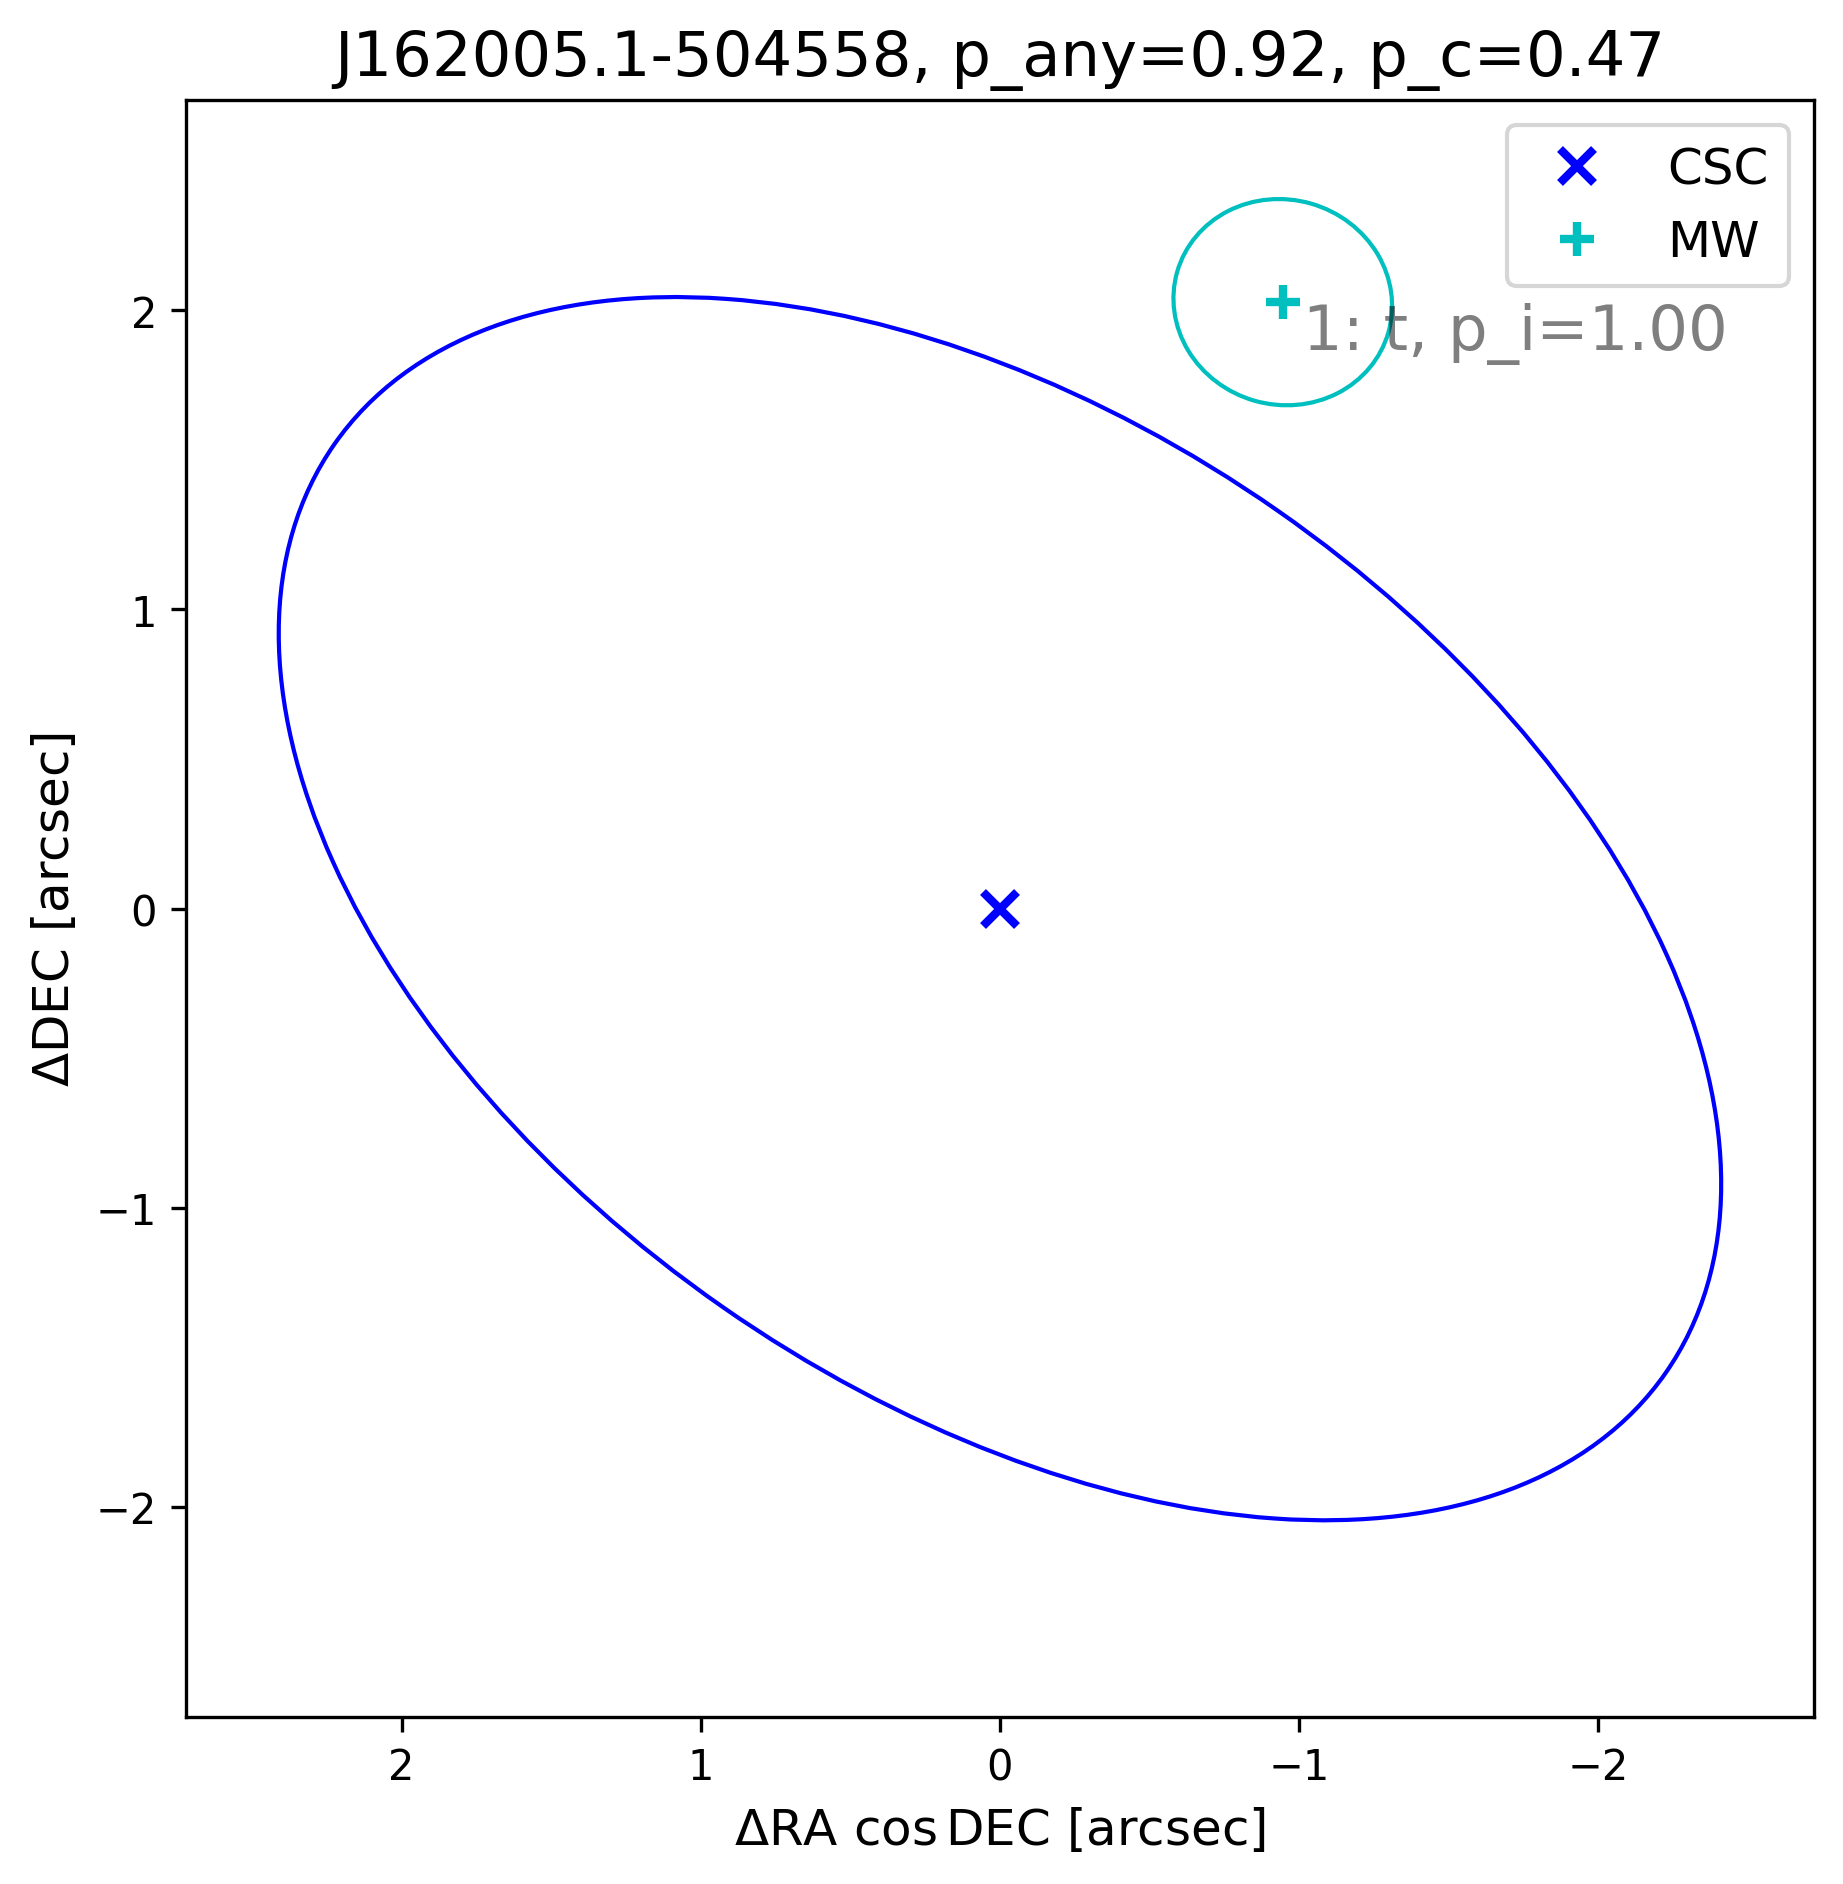 J162005.1-504558, p_any=0.92, p_c=0.47
CSC
MW
1: t, p_i=1.00
2
1
0
−1
−2
ΔDEC [arcsec]
2 1 0 −1 −2
ΔRA cos DEC [arcsec]